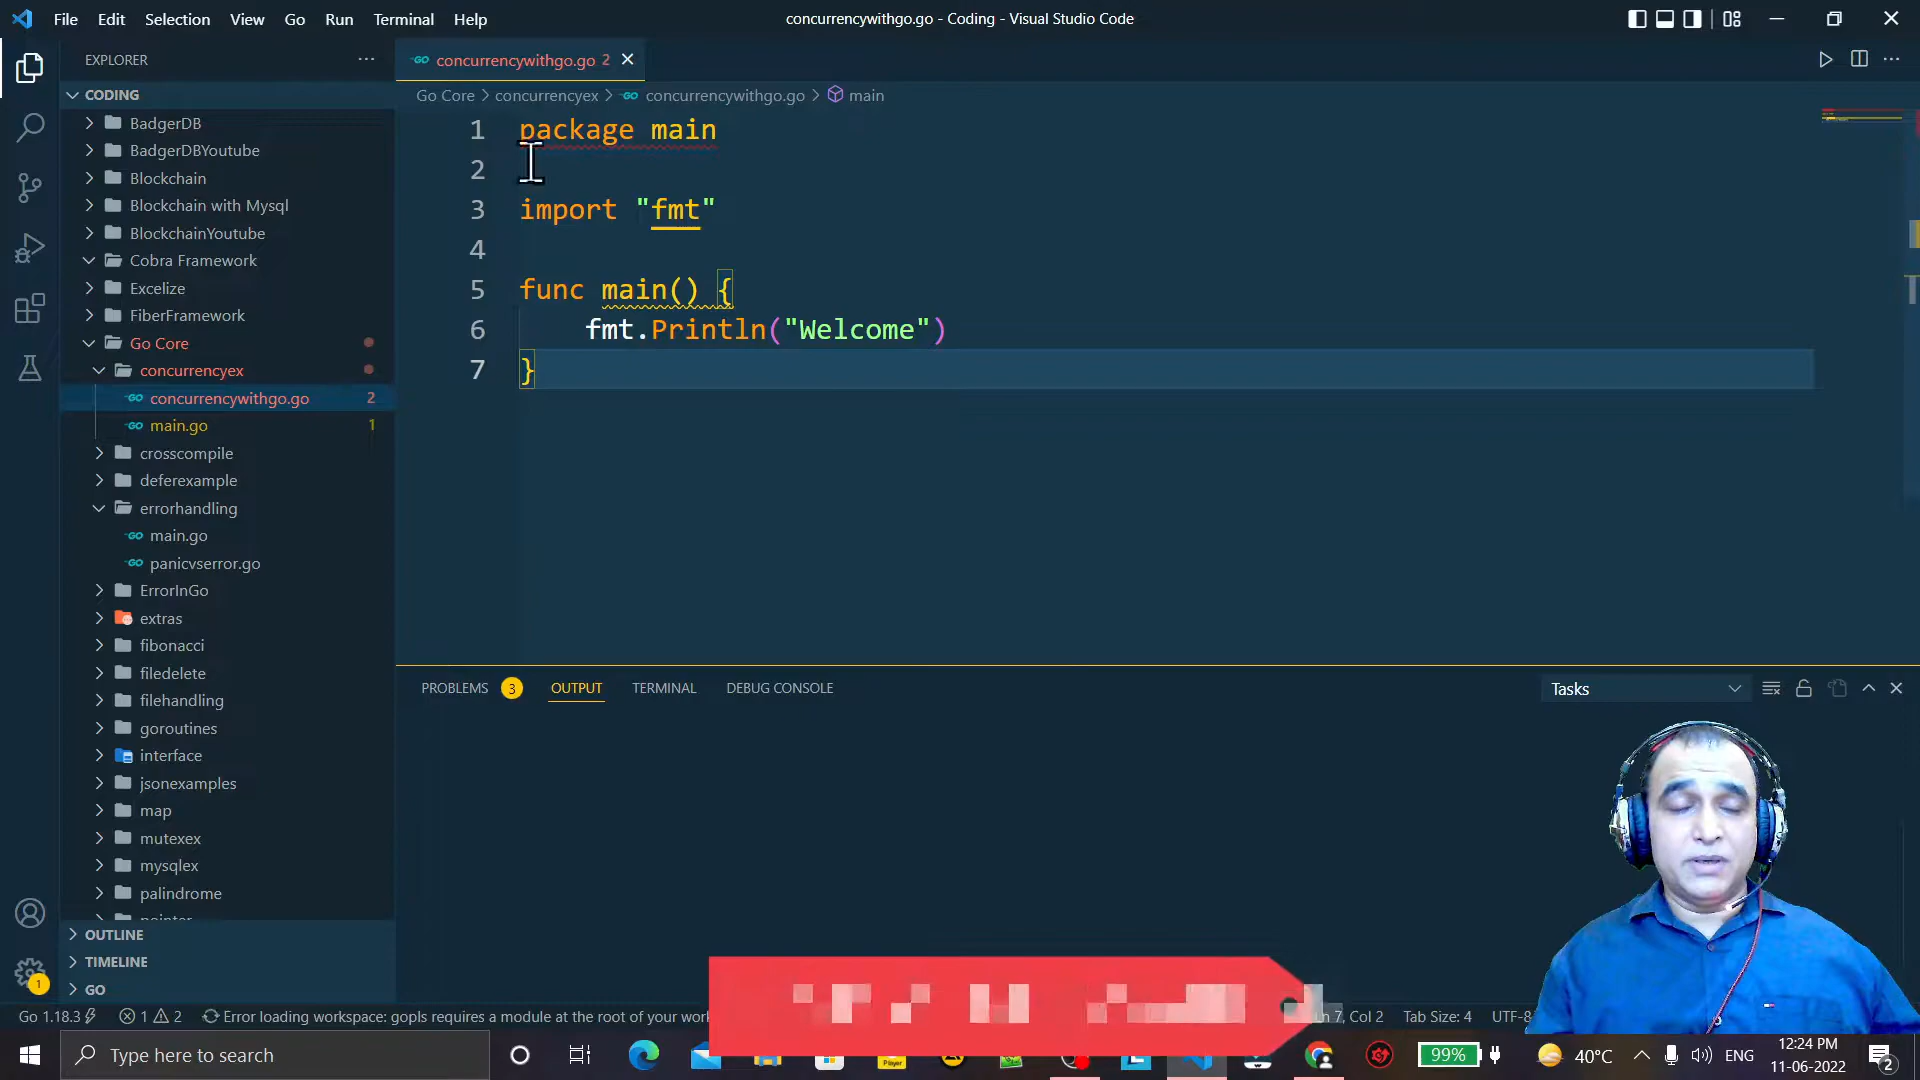 File Edit Selection View Go Run Terminal Help
concurrencywithgo.go - Coding - Visual Studio Code
EXPLORER
CODING
BadgerDB
BadgerDBYoutube
Blockchain
Blockchain with Mysql
BlockchainYoutube
Cobra Framework
Excelize
FiberFramework
Go Core
concurrencyex
concurrencywithgo.go 2
main.go 1
crosscompile
deferexample
errorhandling
main.go
panicvserror.go
ErrorInGo
extras
fibonacci
filedelete
filehandling
goroutines
interface
jsonexamples
map
mutexex
mysqlex
palindrome
OUTLINE
TIMELINE
GO
concurrencywithgo.go 2
Go Core > concurrencyex > concurrencywithgo.go > main
1 package main
2
3 import "fmt"
4
5 func main() {
6 fmt.Println("Welcome")
7 }
PROBLEMS 3 OUTPUT TERMINAL DEBUG CONSOLE
Tasks
Go 1.18.3 1 2 Error loading workspace: gopls requires a module at the root of your
7, Col 2 Tab Size: 4
Type here to search
99% 40°C ENG
12:24 PM
11-06-2022
2